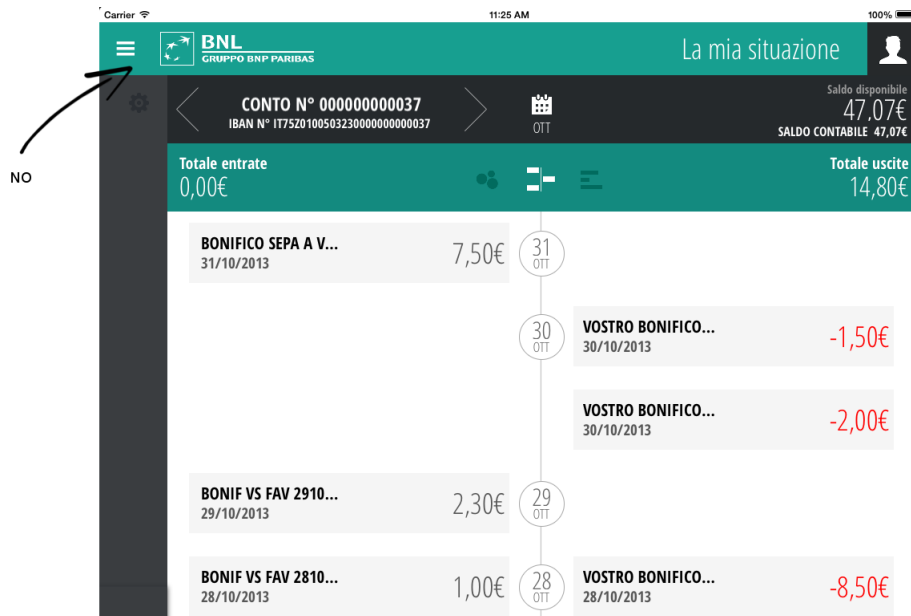 Carrier 11:25 AM 100%
BNL
GRUPPO BNP PARIBAS
La mia situazione
NO
CONTO N° 000000000037
IBAN N° IT75Z0100503230000000000037
OTT
Saldo disponibile
47,07€
SALDO CONTABILE 47,07€
Totale entrate
0,00€
Totale uscite
14,80€
BONIFICO SEPA A V...
31/10/2013
7,50€
31
OTT
30
OTT
VOSTRO BONIFICO...
30/10/2013
-1,50€
VOSTRO BONIFICO...
30/10/2013
-2,00€
BONIF VS FAV 2910...
29/10/2013
2,30€
29
OTT
BONIF VS FAV 2810...
28/10/2013
1,00€
28
OTT
VOSTRO BONIFICO...
28/10/2013
-8,50€